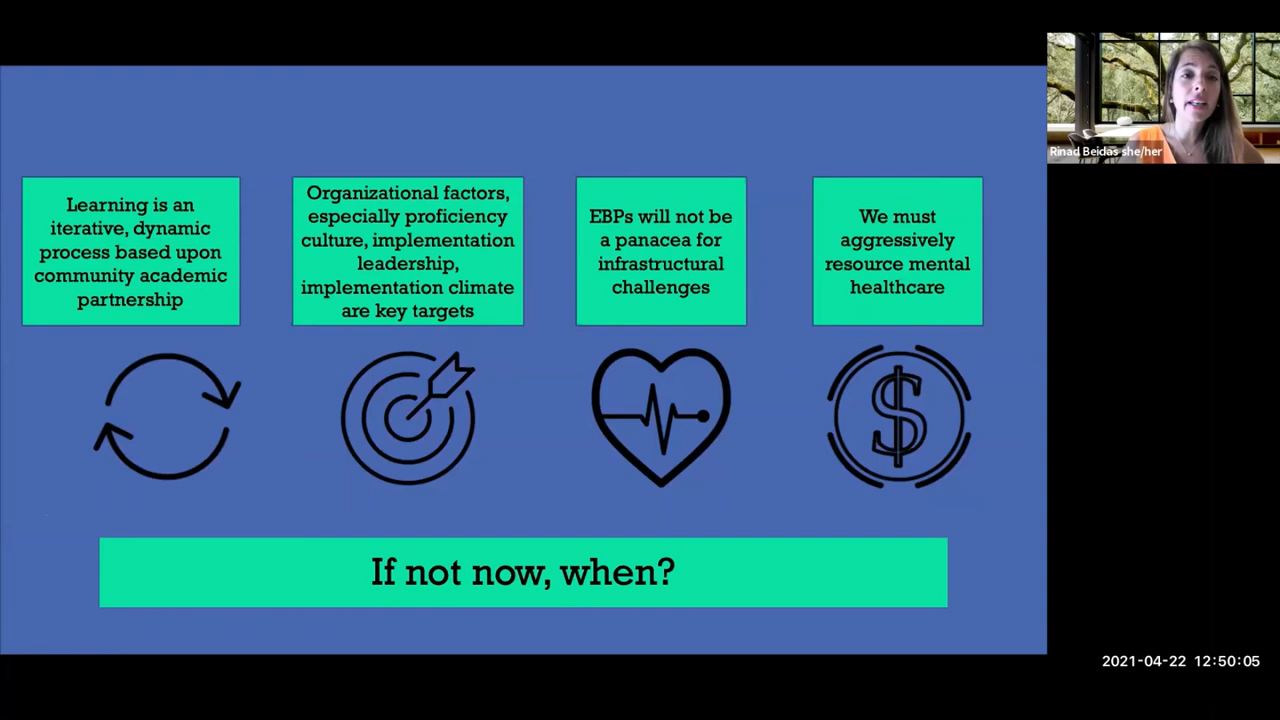 Learning is an
iterative, dynamic
process based upon
community academic
partnership
Organizational factors,
especially proficiency
culture, implementation
leadership,
implementation climate
are key targets
EBPs will not be
a panacea for
infrastructural
challenges
We must
aggressively
resource mental
healthcare
$
If not now, when?
Rinad Beidas she/her
2021-04-22 12:50:05